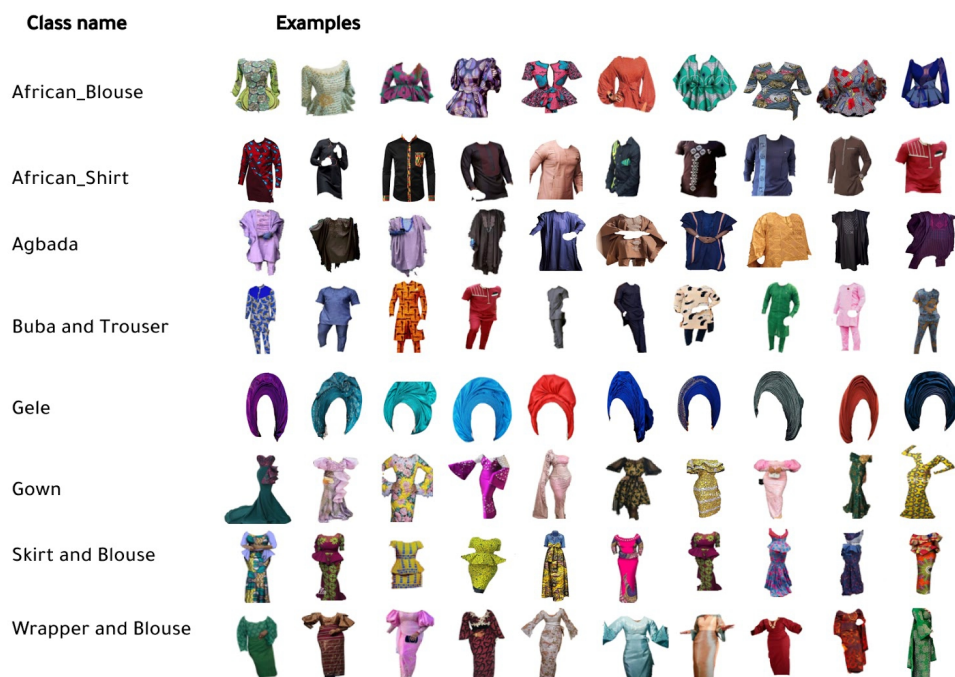 Class name Examples
African_Blouse
African_Shirt
Agbada
Buba and Trouser
Gele
Gown
Skirt and Blouse
Wrapper and Blouse